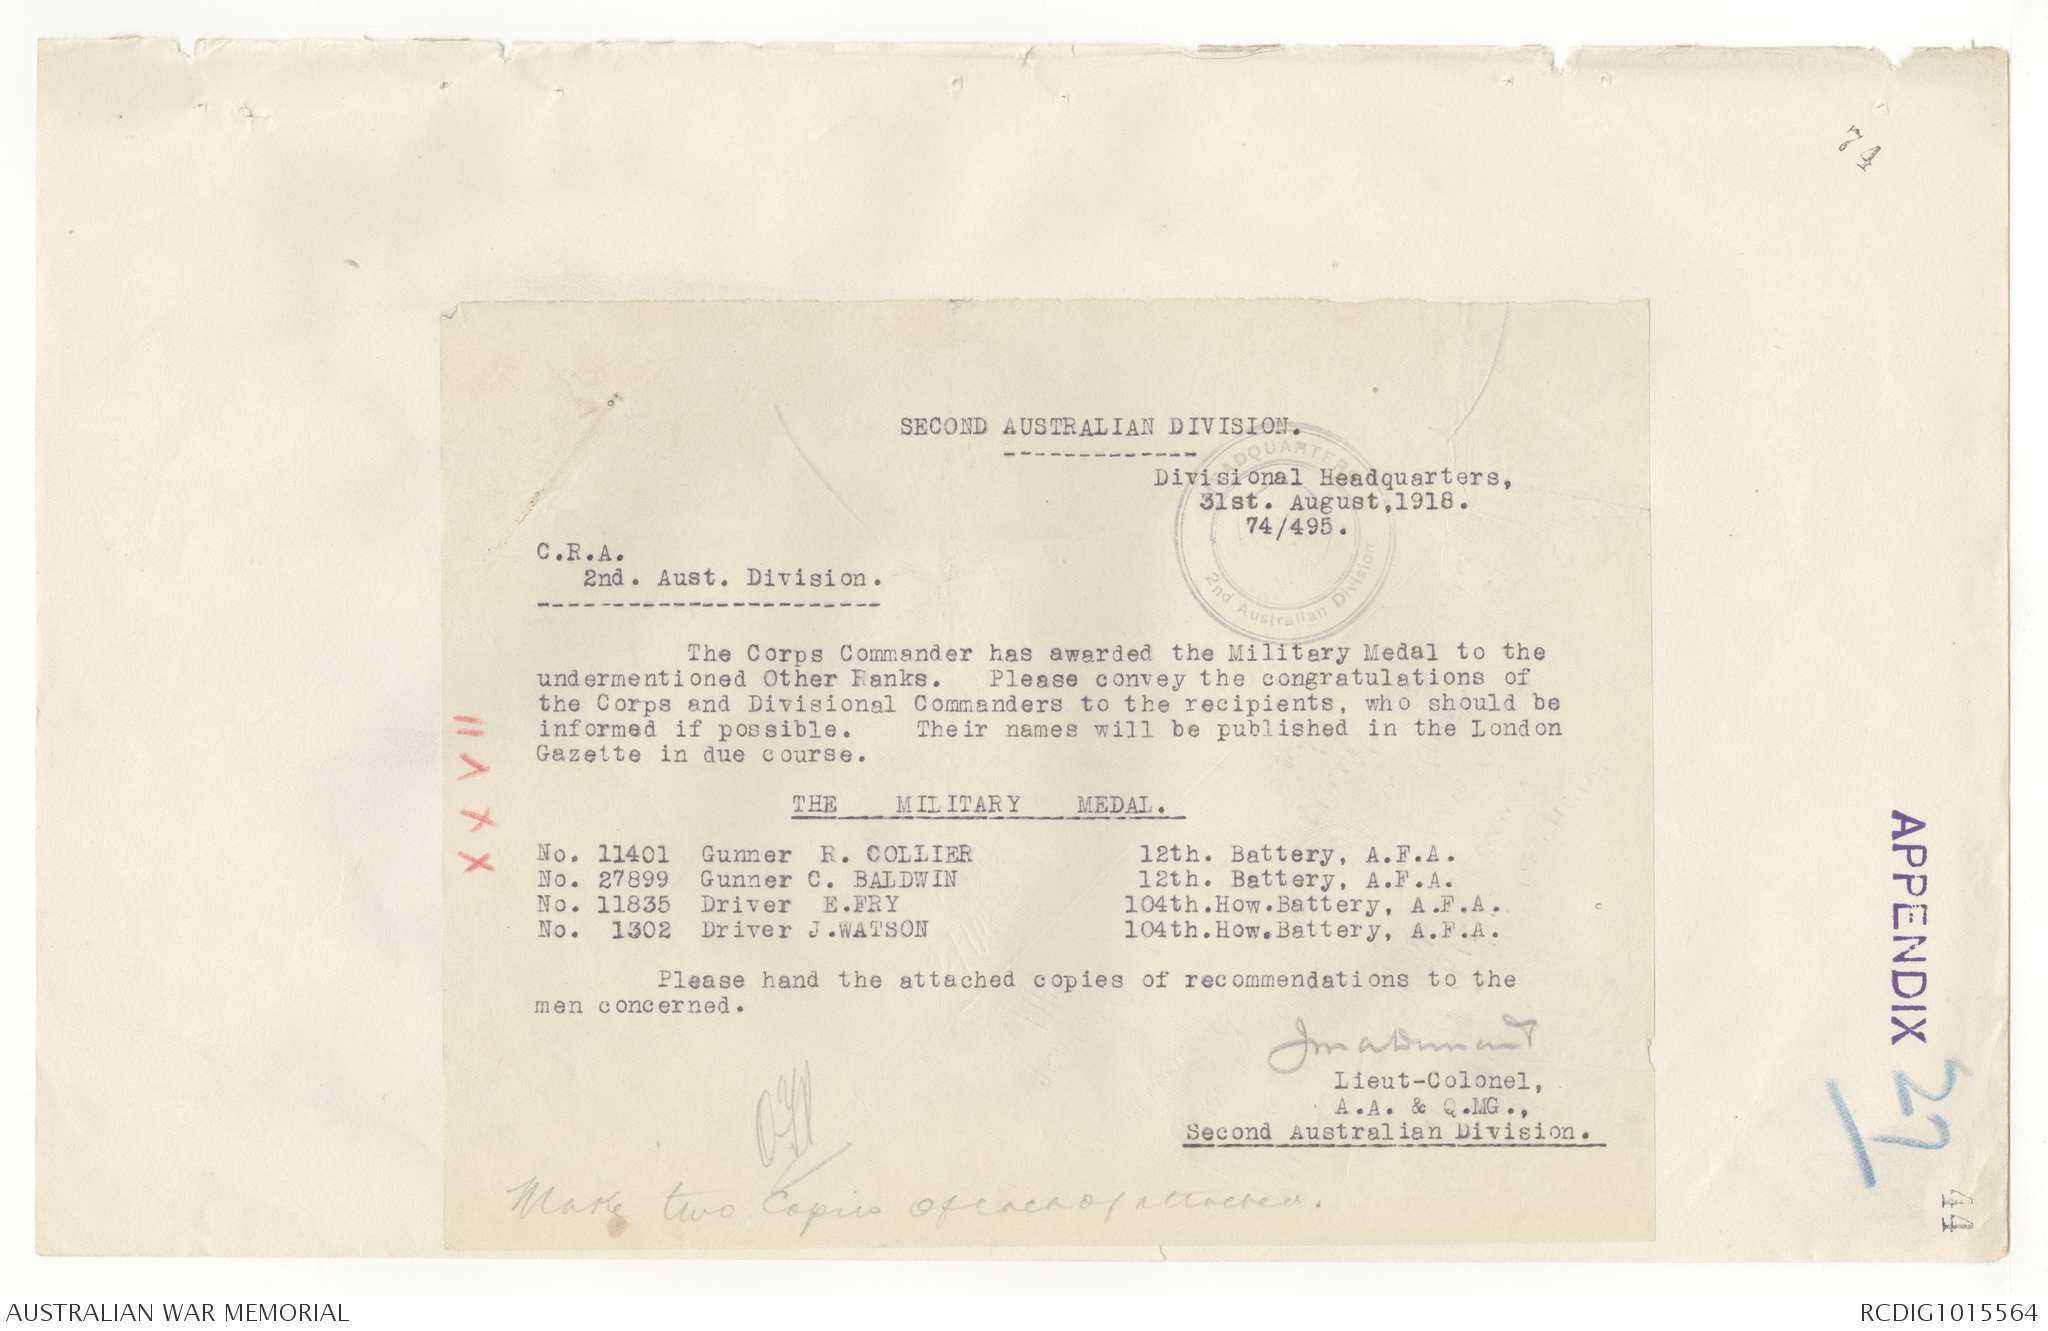 74
SECOND AUSTRALIAN DIVISION.
HEADQUARTERS
2nd Australian Division
Divisional Headquarters,
31st. August,1918.
74/495.
C.R.A.
2nd. Aust. Division.
The Corps Commander has awarded the Military Medal to the
undermentioned Other Ranks. Please convey the congratulations of
the Corps and Divisional Commanders to the recipients, who should be
informed if possible. Their names will be published in the London
Gazette in due course.
XXVII
THE MILITARY MEDAL.
No. 11401 Gunner R. COLLIER 12th. Battery, A.F.A.
No. 27899 Gunner C. BALDWIN 12th. Battery, A.F.A.
No. 11835 Driver E.FRY 104th.How.Battery, A.F.A.
No. 1302 Driver J.WATSON 104th.How.Battery, A.F.A.
Please hand the attached copies of recommendations to the
men concerned.
Lieut-Colonel,
A.A. & Q.MG.,
Second Australian Division.
Make two copies of each of attached.
APPENDIX
27
44
AUSTRALIAN WAR MEMORIAL
RCDIG1015564